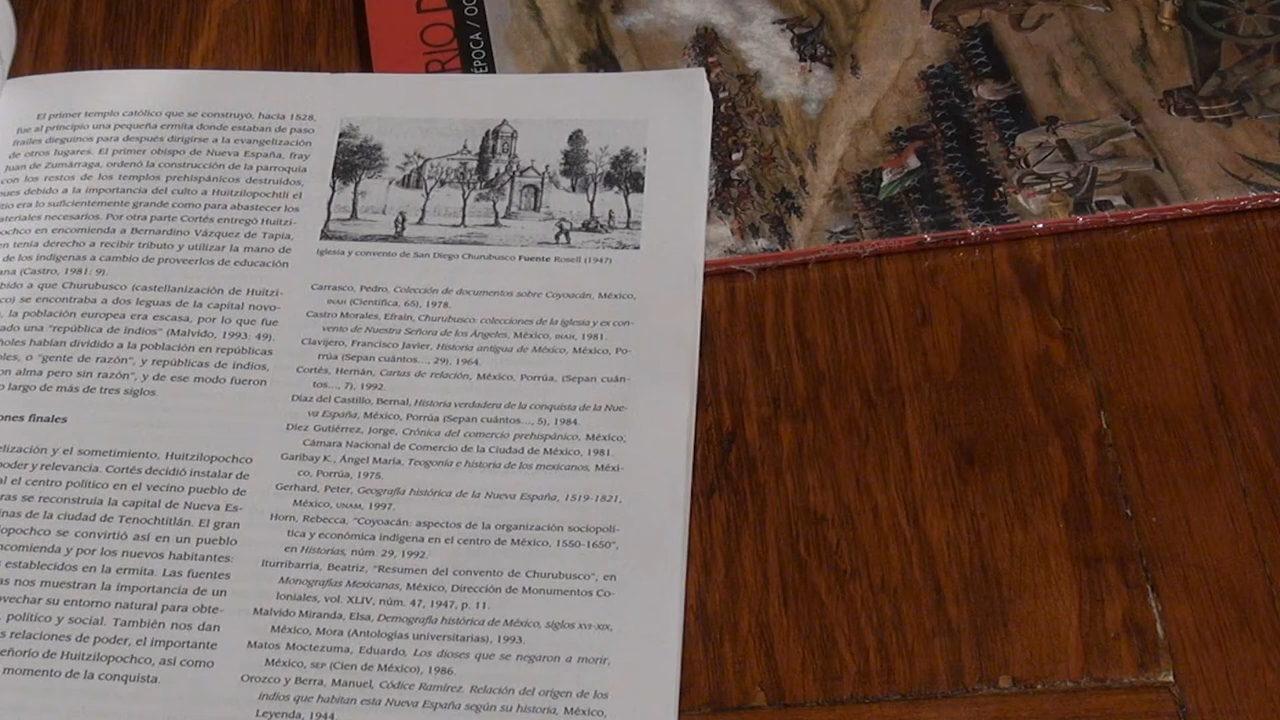 RIO D
ÉPOCA / OC
El primer templo católico que se construyó, hacia 1528,
fue al principio una pequeña ermita donde estaban de paso
frailes dieguinos para después dirigirse a la evangelización
de otros lugares. El primer obispo de Nueva España, fray
Juan de Zumárraga, ordenó la construcción de la parroquia
con los restos de los templos prehispánicos destruidos,
ues debido a la importancia del culto a Huitzilopochtli el
io era lo suficientemente grande como para abastecer los
ateriales necesarios. Por otra parte Cortés entregó Huitzi-
ochco en encomienda a Bernardino Vázquez de Tapia,
en tenía derecho a recibir tributo y utilizar la mano de
de los indígenas a cambio de proveerlos de educación
ana (Castro, 1981: 9).
bido a que Churubusco (castellanización de Huitzi-
co) se encontraba a dos leguas de la capital novo-
, la población europea era escasa, por lo que fue
ado una "república de indios" (Malvido, 1993: 49).
ñoles habían dividido a la población en repúblicas
les, o "gente de razón", y repúblicas de indios,
on alma pero sin razón", y de ese modo fueron
o largo de más de tres siglos.
ones finales
elización y el sometimiento, Huitzilopochco
poder y relevancia. Cortés decidió instalar de
al el centro político en el vecino pueblo de
ras se reconstruía la capital de Nueva Es-
inas de la ciudad de Tenochtitlán. El gran
opochco se convirtió así en un pueblo
ncomienda y por los nuevos habitantes:
s establecidos en la ermita. Las fuentes
as nos muestran la importancia de un
ovechar su entorno natural para obte-
, político y social. También nos dan
s relaciones de poder, el importante
eñorío de Huitzilopochco, así como
momento de la conquista.
Iglesia y convento de San Diego Churubusco Fuente Rosell (1947)
Carrasco, Pedro, Colección de documentos sobre Coyoacán, México,
INAH (Científica, 65), 1978.
Castro Morales, Efraín, Churubusco: colecciones de la iglesia y ex con-
vento de Nuestra Señora de los Ángeles, México, INAH, 1981.
Clavijero, Francisco Javier, Historia antigua de México, México, Po-
rrúa (Sepan cuántos..., 29), 1964.
Cortés, Hernán, Cartas de relación, México, Porrúa, (Sepan cuán-
tos..., 7), 1992.
Díaz del Castillo, Bernal, Historia verdadera de la conquista de la Nue-
va España, México, Porrúa (Sepan cuántos..., 5), 1984.
Díez Gutiérrez, Jorge, Crónica del comercio prehispánico, México,
Cámara Nacional de Comercio de la Ciudad de México, 1981.
Garibay K., Ángel María, Teogonía e historia de los mexicanos, Méxi-
co, Porrúa, 1975.
Gerhard, Peter, Geografía histórica de la Nueva España, 1519-1821,
México, UNAM, 1997.
Horn, Rebecca, "Coyoacán: aspectos de la organización sociopolí-
tica y económica indígena en el centro de México, 1550-1650",
en Historias, núm. 29, 1992.
Iturribarria, Beatriz, "Resumen del convento de Churubusco", en
Monografías Mexicanas, México, Dirección de Monumentos Co-
loniales, vol. XLIV, núm. 47, 1947, p. 11.
Malvido Miranda, Elsa, Demografía histórica de México, siglos XVI-XIX,
México, Mora (Antologías universitarias), 1993.
Matos Moctezuma, Eduardo, Los dioses que se negaron a morir,
México, SEP (Cien de México), 1986.
Orozco y Berra, Manuel, Códice Ramírez. Relación del origen de los
indios que habitan esta Nueva España según su historia, México,
Leyenda, 1944.